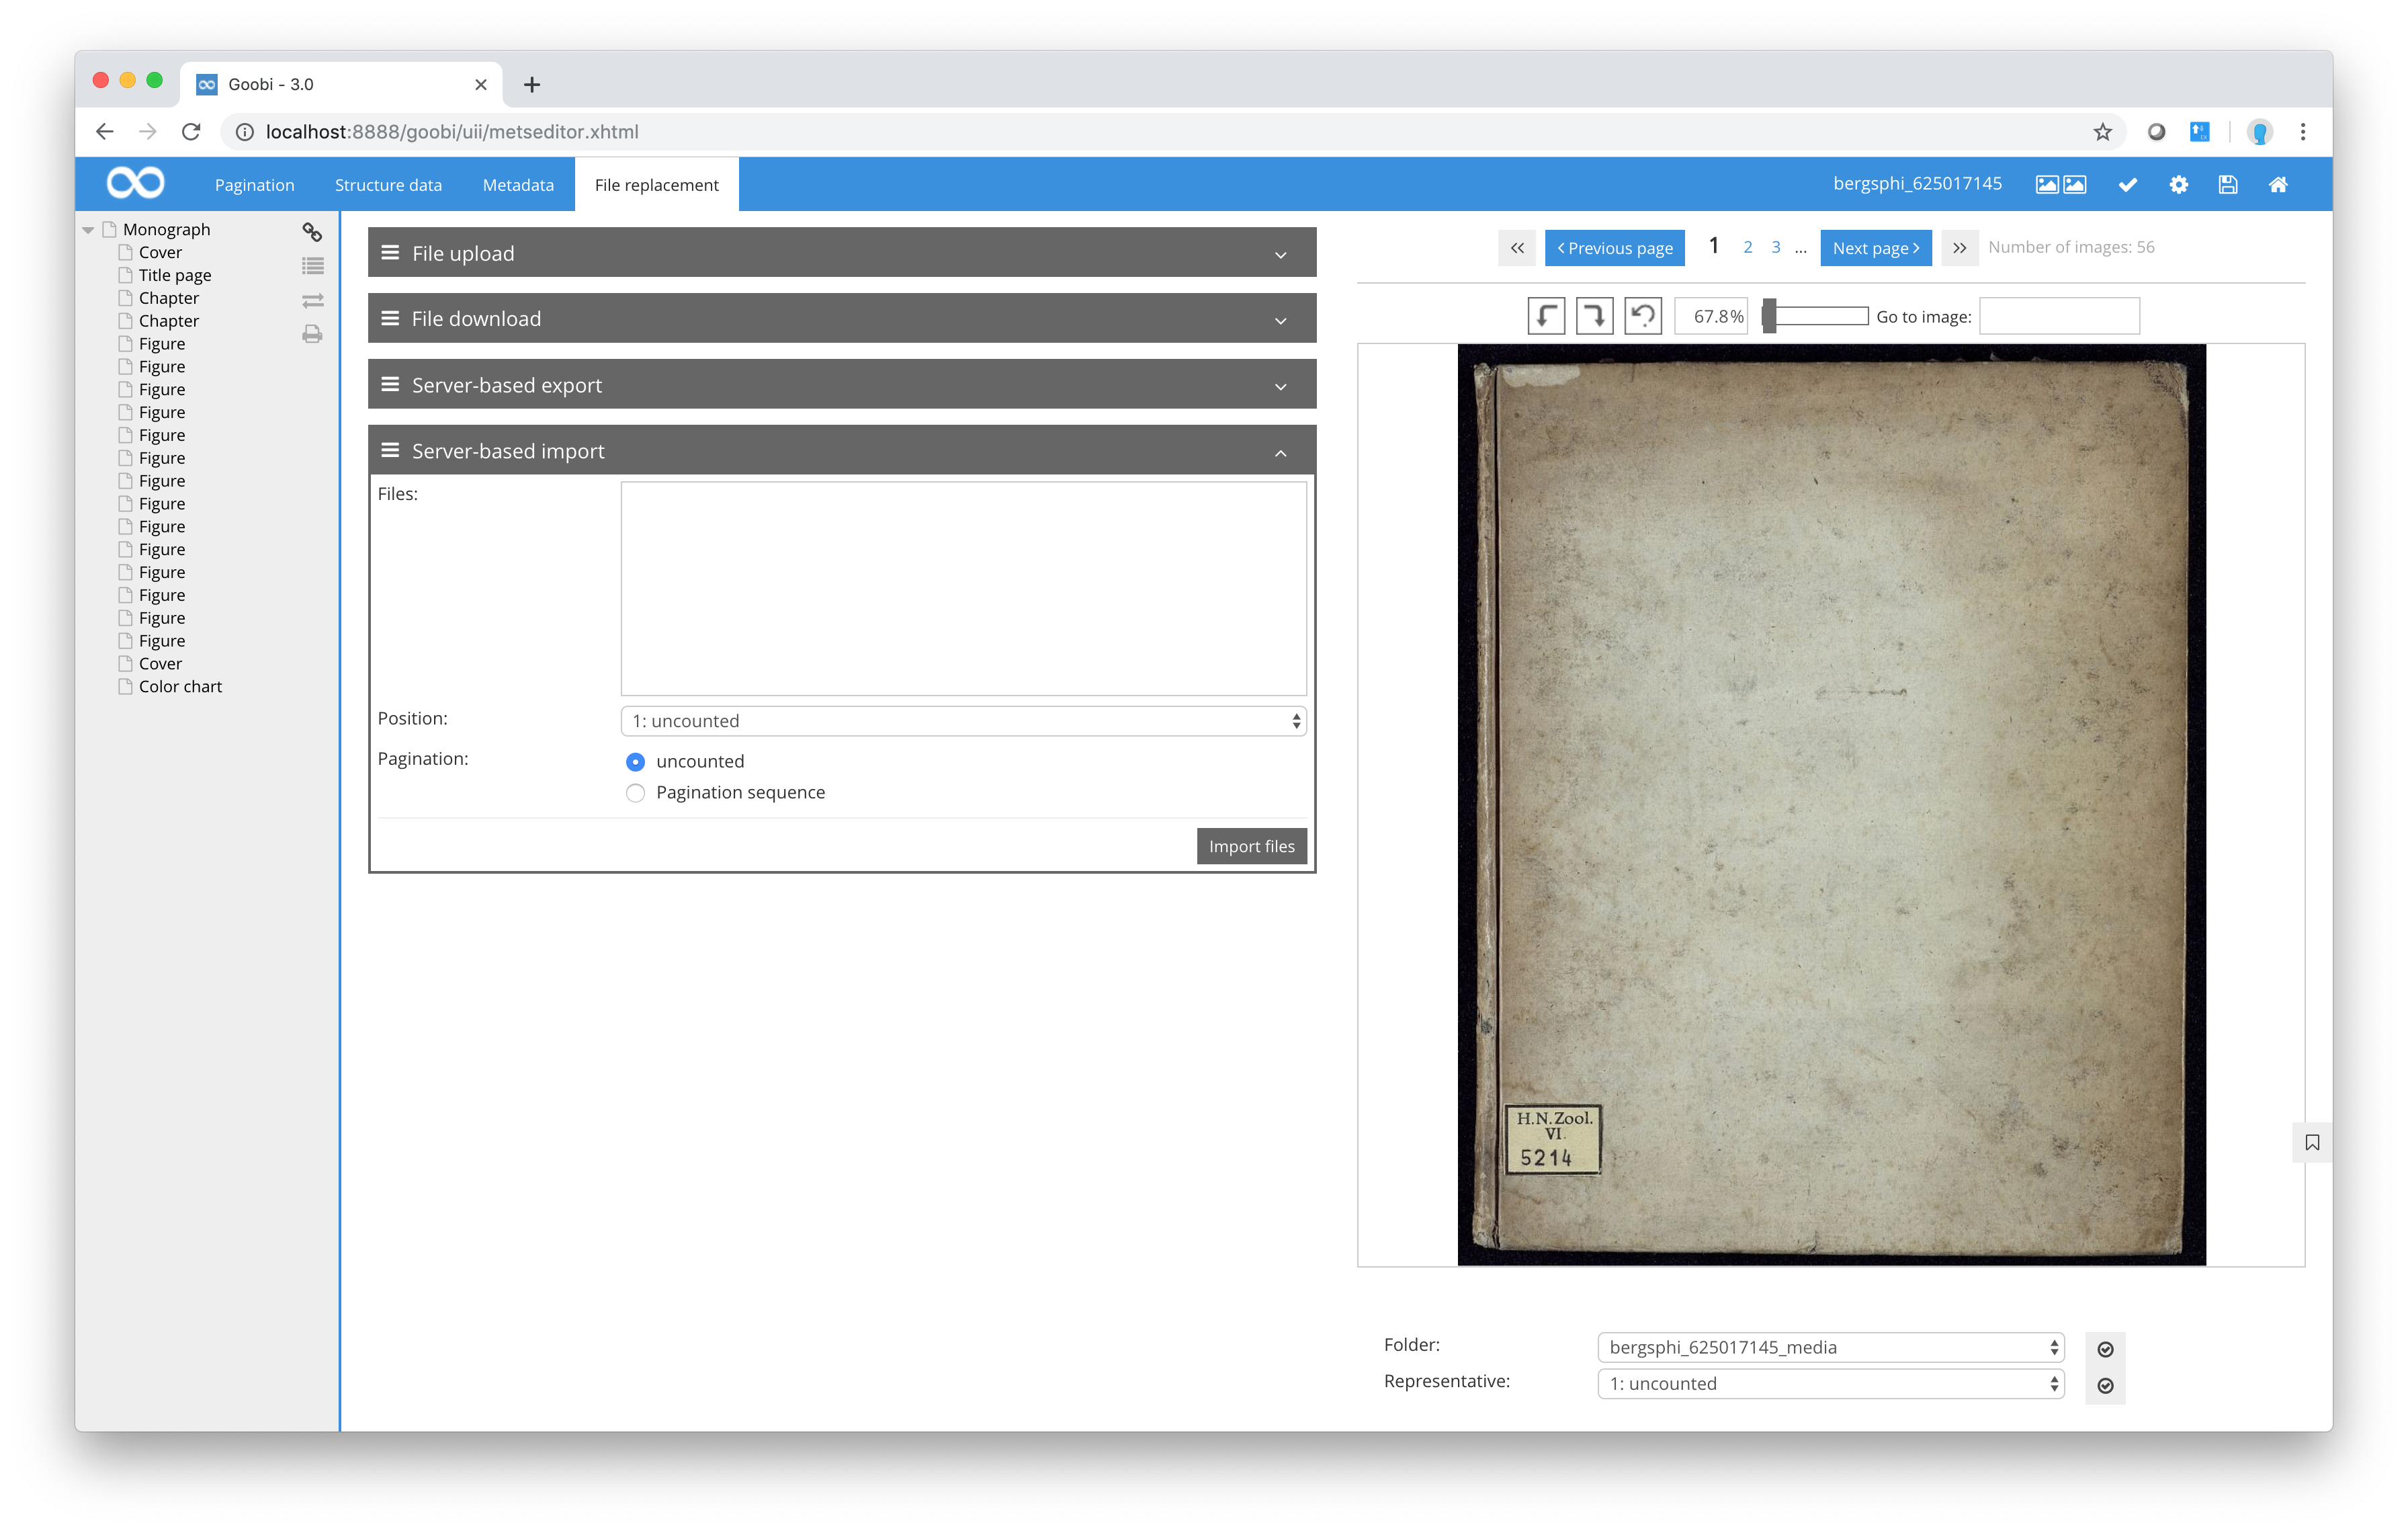 Goobi - 3.0
localhost:8888/goobi/uii/metseditor.xhtml
Pagination Structure data Metadata File replacement bergsphi_625017145
Monograph
Cover
Title page
Chapter
Chapter
Figure
Figure
Figure
Figure
Figure
Figure
Figure
Figure
Figure
Figure
Figure
Figure
Figure
Figure
Cover
Color chart
File upload
File download
Server-based export
Server-based import
Files:
Position: 1: uncounted
Pagination: uncounted
Pagination sequence
Import files
Previous page 1 2 3 ... Next page Number of images: 56
67.8% Go to image:
H.N.Zool.
VI.
5214
Folder: bergsphi_625017145_media
Representative: 1: uncounted